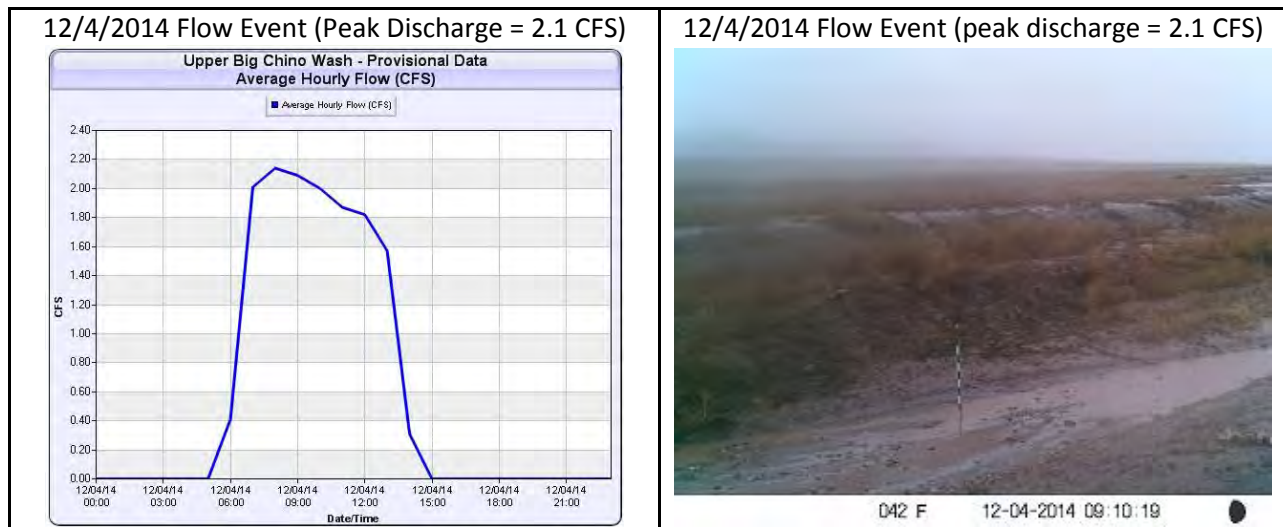 12/4/2014 Flow Event (Peak Discharge = 2.1 CFS)
Upper Big Chino Wash - Provisional Data
Average Hourly Flow (CFS)
Average Hourly Flow (CFS)
2.40
2.20
2.00
1.80
1.60
1.40
1.20
1.00
0.80
0.60
0.40
0.20
0.00
CFS
12/04/14 12/04/14 12/04/14 12/04/14 12/04/14 12/04/14 12/04/14 12/04/14
00:00 03:00 06:00 09:00 12:00 15:00 18:00 21:00
Date/Time
12/4/2014 Flow Event (peak discharge = 2.1 CFS)
042 F 12-04-2014 09:10:19